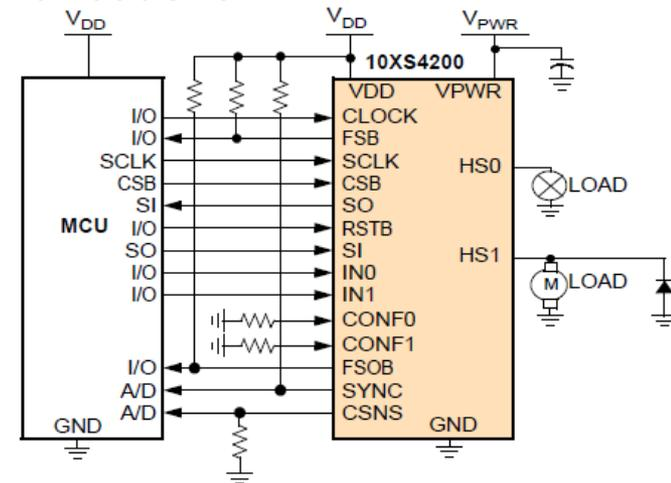 VDD VDD VPWR
10XS4200
VDD VPWR
I/O CLOCK
I/O FSB
SCLK SCLK HS0
CSB CSB LOAD
SI SO
MCU I/O RSTB
SO SI HS1
I/O IN0 M LOAD
I/O IN1
CONF0
CONF1
I/O FSOB
A/D SYNC
A/D CSNS
GND GND